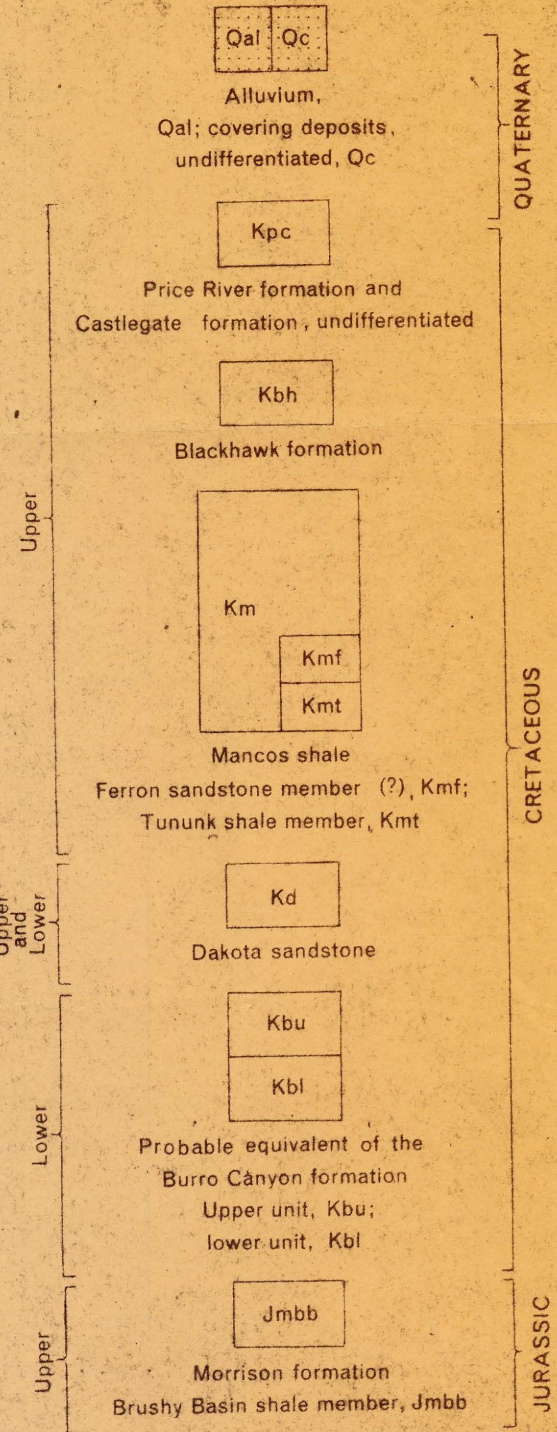 Qal Qc
Alluvium,
Qal; covering deposits,
undifferentiated, Qc
QUATERNARY
Kpc
Price River formation and
Castlegate formation, undifferentiated
Kbh
Blackhawk formation
Upper
Km
Kmf
Kmt
Mancos shale
Ferron sandstone member (?), Kmf;
Tununk shale member, Kmt
CRETACEOUS
Kd
Dakota sandstone
Upper
and
Lower
Kbu
Kbl
Probable equivalent of the
Burro Canyon formation
Upper unit, Kbu;
lower unit, Kbl
Lower
Jmbb
Morrison formation
Brushy Basin shale member, Jmbb
Upper
JURASSIC